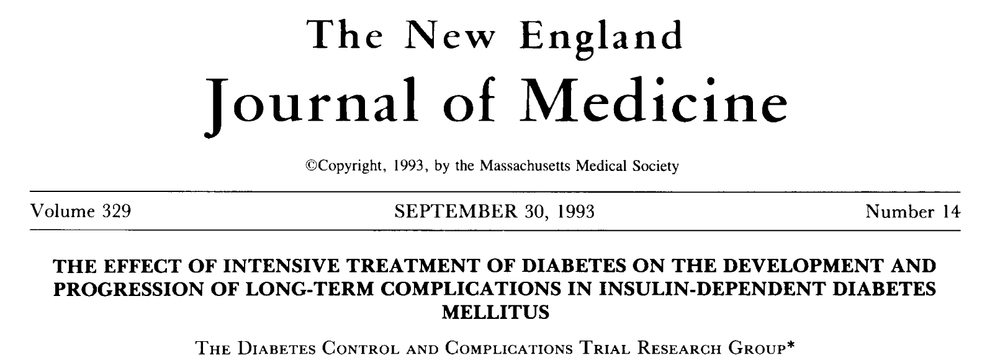 The New England
Journal of Medicine
©Copyright, 1993, by the Massachusetts Medical Society
Volume 329 SEPTEMBER 30, 1993 Number 14
THE EFFECT OF INTENSIVE TREATMENT OF DIABETES ON THE DEVELOPMENT AND
PROGRESSION OF LONG-TERM COMPLICATIONS IN INSULIN-DEPENDENT DIABETES
MELLITUS
THE DIABETES CONTROL AND COMPLICATIONS TRIAL RESEARCH GROUP*